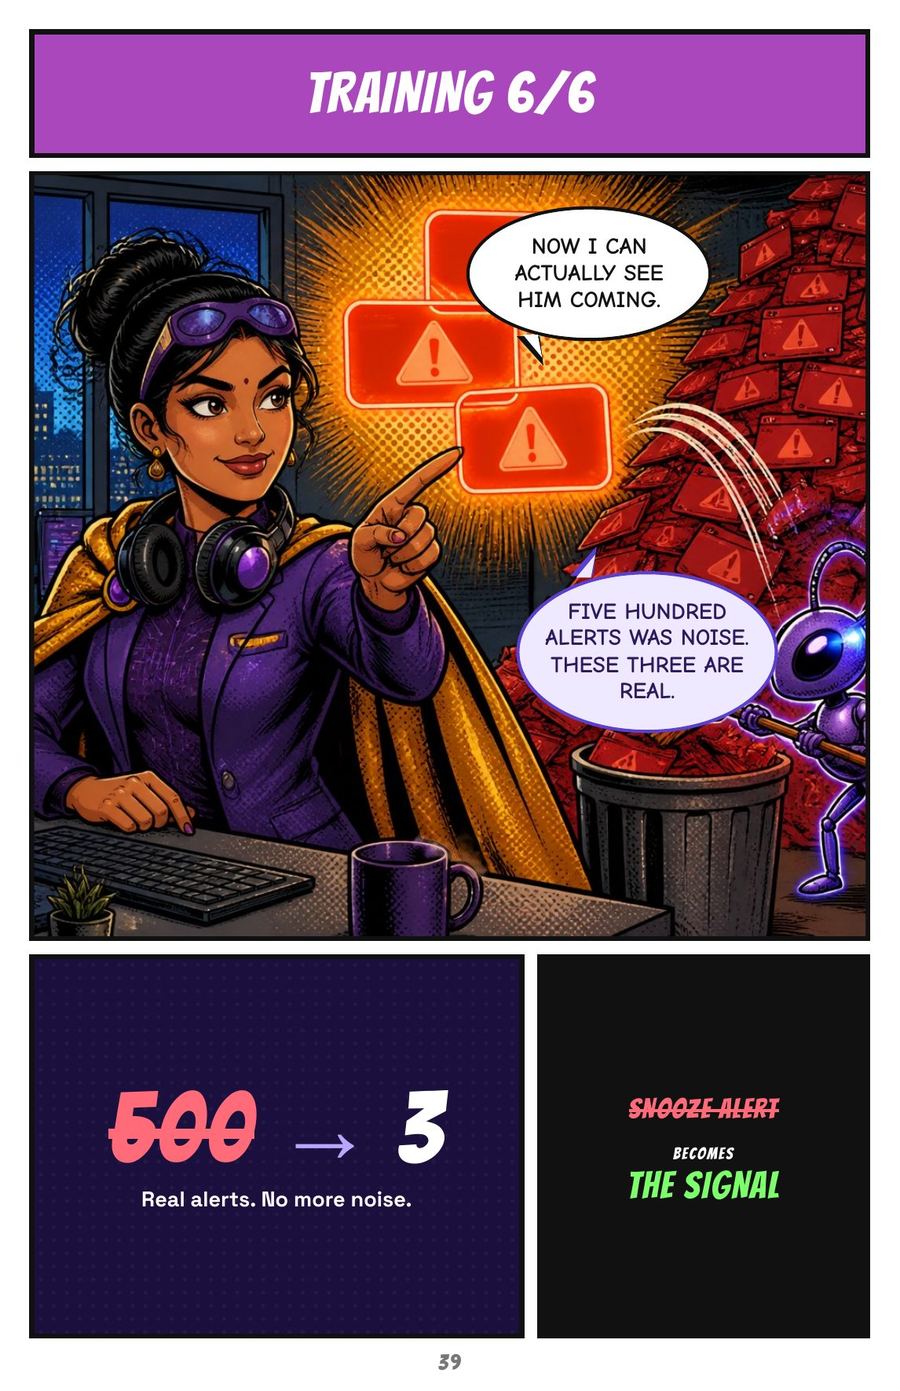 TRAINING 6/6
NOW I CAN
ACTUALLY SEE
HIM COMING.
FIVE HUNDRED
ALERTS WAS NOISE.
THESE THREE ARE
REAL.
500 → 3
Real alerts. No more noise.
SNOOZE ALERT
BECOMES
THE SIGNAL
39